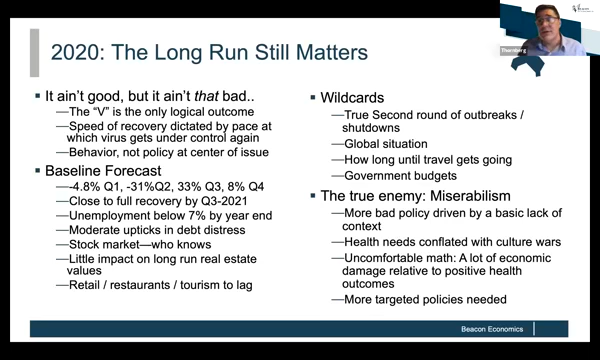 2020: The Long Run Still Matters
Thornberg
▪ It ain't good, but it ain't that bad..
—The "V" is the only logical outcome
—Speed of recovery dictated by pace at
which virus gets under control again
—Behavior, not policy at center of issue
▪ Baseline Forecast
—-4.8% Q1, -31%Q2, 33% Q3, 8% Q4
—Close to full recovery by Q3-2021
—Unemployment below 7% by year end
—Moderate upticks in debt distress
—Stock market—who knows
—Little impact on long run real estate
values
—Retail / restaurants / tourism to lag
▪ Wildcards
—True Second round of outbreaks /
shutdowns
—Global situation
—How long until travel gets going
—Government budgets
▪ The true enemy: Miserabilism
—More bad policy driven by a basic lack of
context
—Health needs conflated with culture wars
—Uncomfortable math: A lot of economic
damage relative to positive health
outcomes
—More targeted policies needed
Beacon Economics